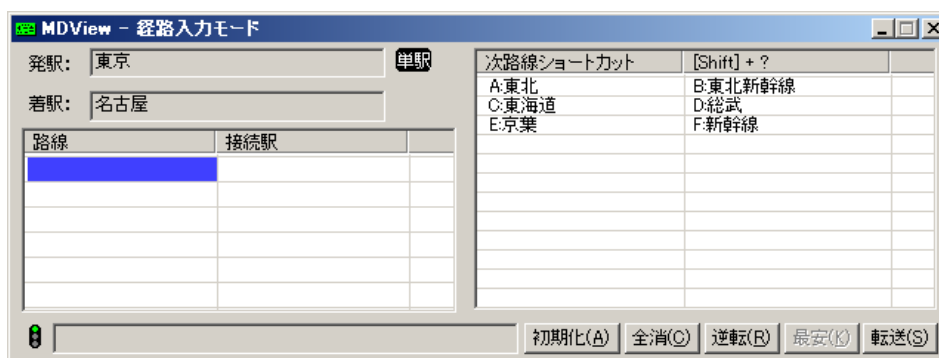 MDView － 経路入力モード
発駅: 東京 単駅
着駅: 名古屋
路線 接続駅
次路線ショートカット [Shift] + ?
A:東北 B:東北新幹線
C:東海道 D:総武
E:京葉 F:新幹線
初期化(A) 全消(C) 逆転(R) 最安(K) 転送(S)